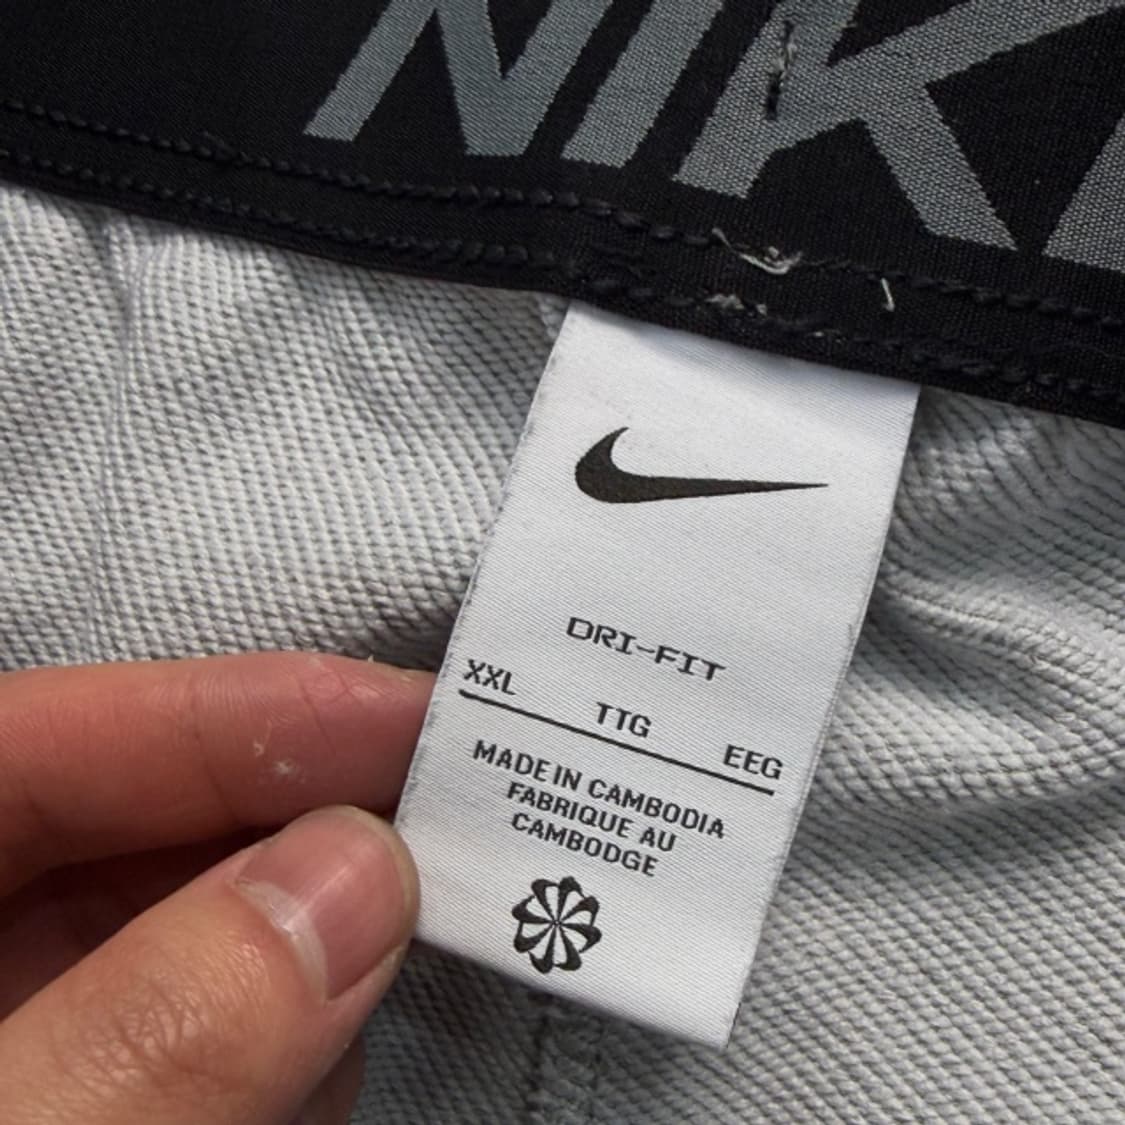 NIK
DRI-FIT
XXL TTG EEG
MADE IN CAMBODIA
FABRIQUE AU
CAMBODGE